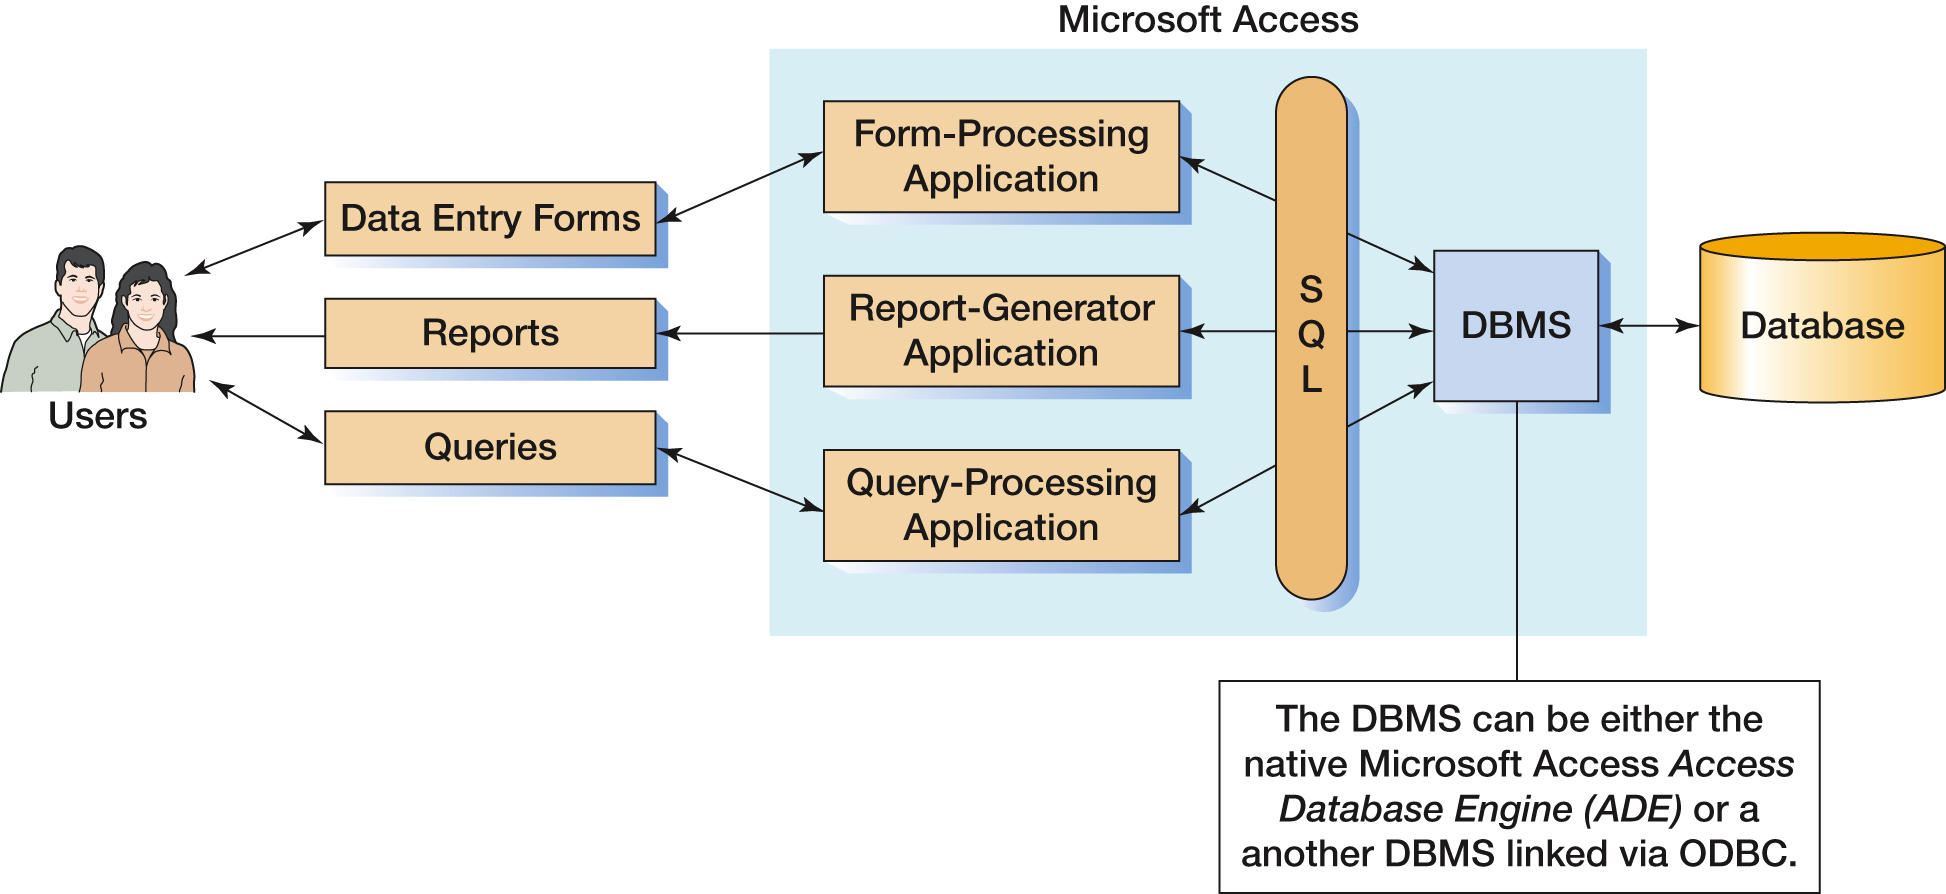 Microsoft Access
Form-Processing
Application
Data Entry Forms
Report-Generator
Application
Reports
Users
Queries
Query-Processing
Application
S
Q
L
DBMS
Database
The DBMS can be either the
native Microsoft Access Access
Database Engine (ADE) or a
another DBMS linked via ODBC.